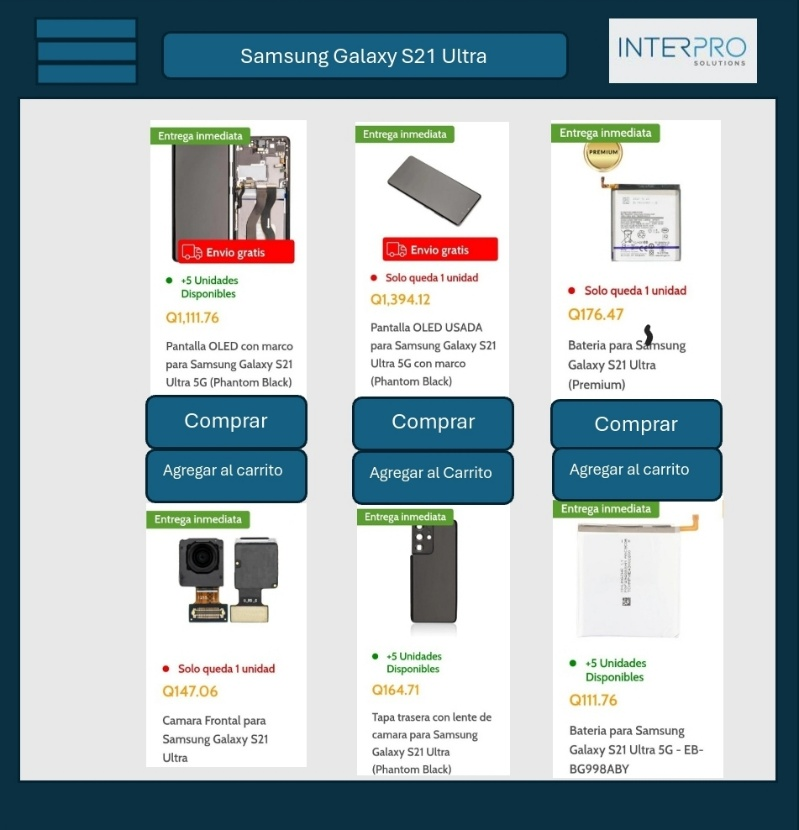 Samsung Galaxy S21 Ultra
INTERPRO
SOLUTIONS
Entrega inmediata
Envio gratis
+5 Unidades
Disponibles
Q1,111.76
Pantalla OLED con marco
para Samsung Galaxy S21
Ultra 5G (Phantom Black)
Comprar
Agregar al carrito
Entrega inmediata
Envio gratis
Solo queda 1 unidad
Q1,394.12
Pantalla OLED USADA
para Samsung Galaxy S21
Ultra 5G con marco
(Phantom Black)
Comprar
Agregar al Carrito
Entrega inmediata
PREMIUM
Solo queda 1 unidad
Q176.47
Bateria para Samsung
Galaxy S21 Ultra
(Premium)
Comprar
Agregar al carrito
Entrega inmediata
Solo queda 1 unidad
Q147.06
Camara Frontal para
Samsung Galaxy S21
Ultra
Entrega inmediata
+5 Unidades
Disponibles
Q164.71
Tapa trasera con lente de
camara para Samsung
Galaxy S21 Ultra
(Phantom Black)
Entrega inmediata
+5 Unidades
Disponibles
Q111.76
Bateria para Samsung
Galaxy S21 Ultra 5G - EB-
BG998ABY